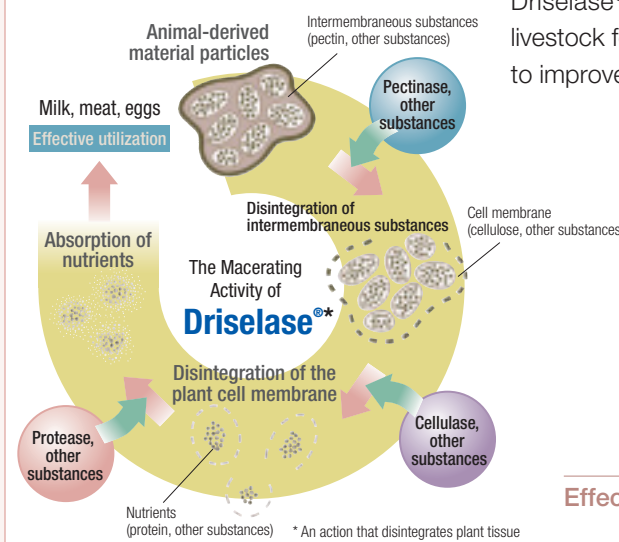 Driselase
livestock f
to improve
Intermembraneous substances
(pectin, other substances)
Animal-derived
material particles
Pectinase,
other
substances
Milk, meat, eggs
Effective utilization
Disintegration of
intermembraneous substances
Cell membrane
(cellulose, other substances
Absorption of
nutrients
The Macerating
Activity of
Driselase®*
Disintegration of the
plant cell membrane
Cellulase,
other
substances
Protease,
other
substances
Nutrients
(protein, other substances)
* An action that disintegrates plant tissue
Effec